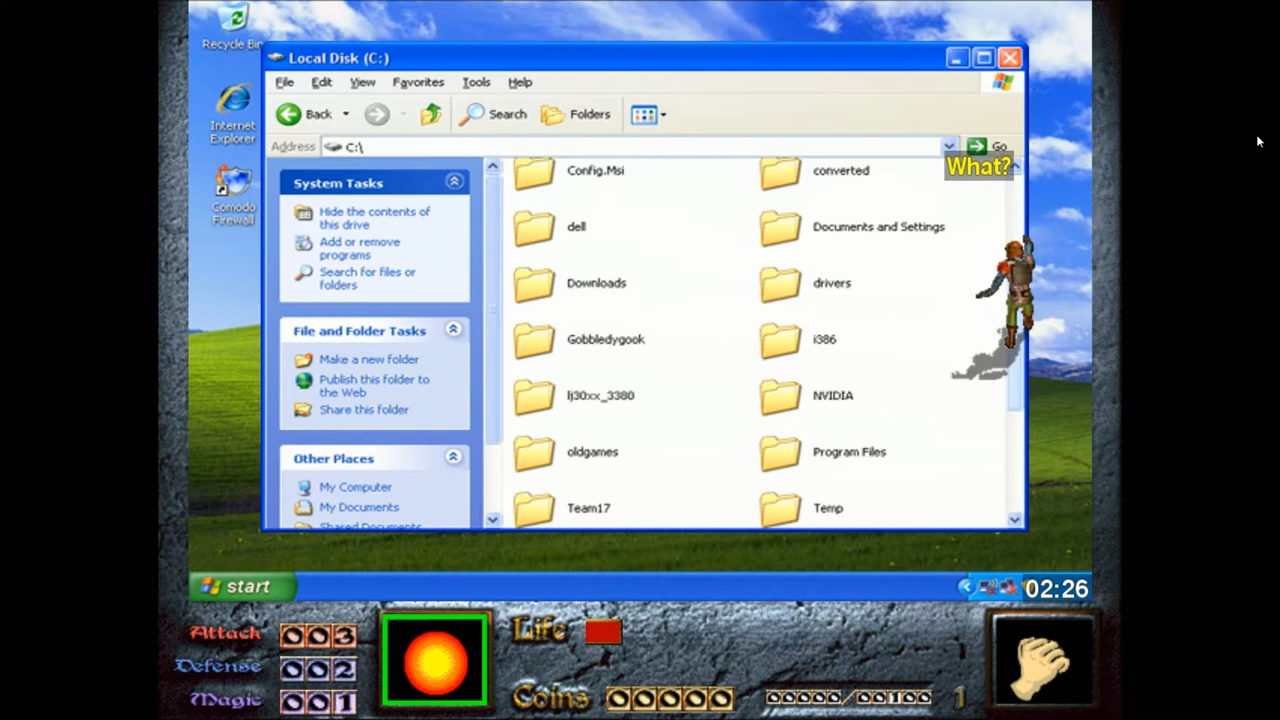 Recycle Bin
Local Disk (C:)
File Edit View Favorites Tools Help
Back Search Folders
Address C:\ Go
What?
Internet
Explorer
Comodo
Firewall
System Tasks
Hide the contents of
this drive
Add or remove
programs
Search for files or
folders
File and Folder Tasks
Make a new folder
Publish this folder to
the Web
Share this folder
Other Places
My Computer
My Documents
Shared Documents
Config.Msi converted
dell Documents and Settings
Downloads drivers
Gobbledygook i386
lj30xx_3380 NVIDIA
oldgames Program Files
Team17 Temp
start 02:26
Attack 003
Defense 002
Magic 001
Life
Coins 00000 00000/00100 1